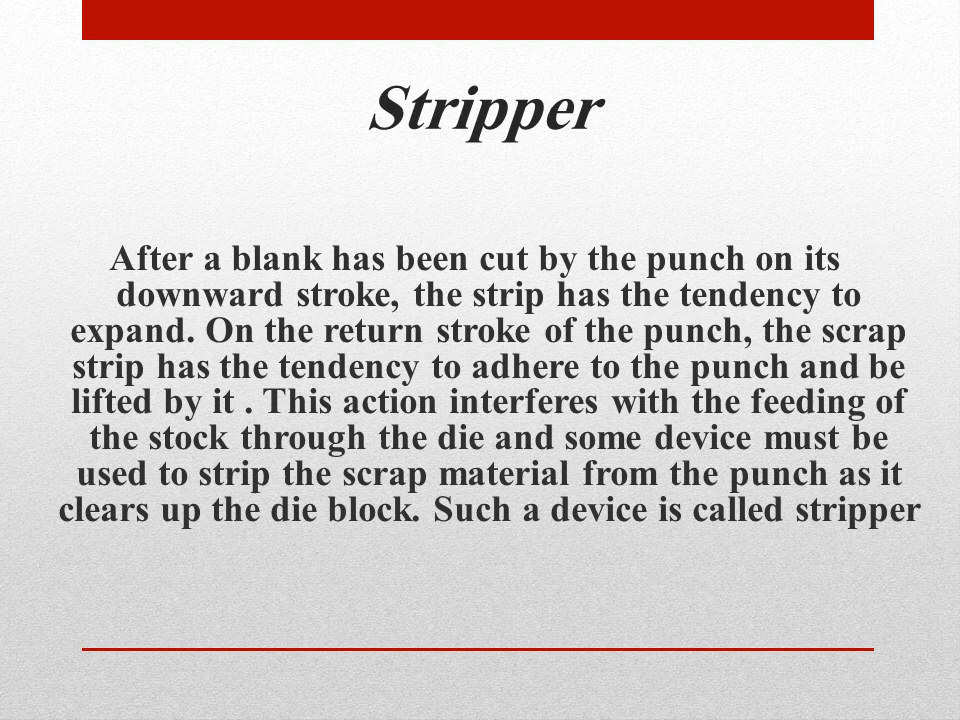 Stripper
After a blank has been cut by the punch on its
downward stroke, the strip has the tendency to
expand. On the return stroke of the punch, the scrap
strip has the tendency to adhere to the punch and be
lifted by it . This action interferes with the feeding of
the stock through the die and some device must be
used to strip the scrap material from the punch as it
clears up the die block. Such a device is called stripper